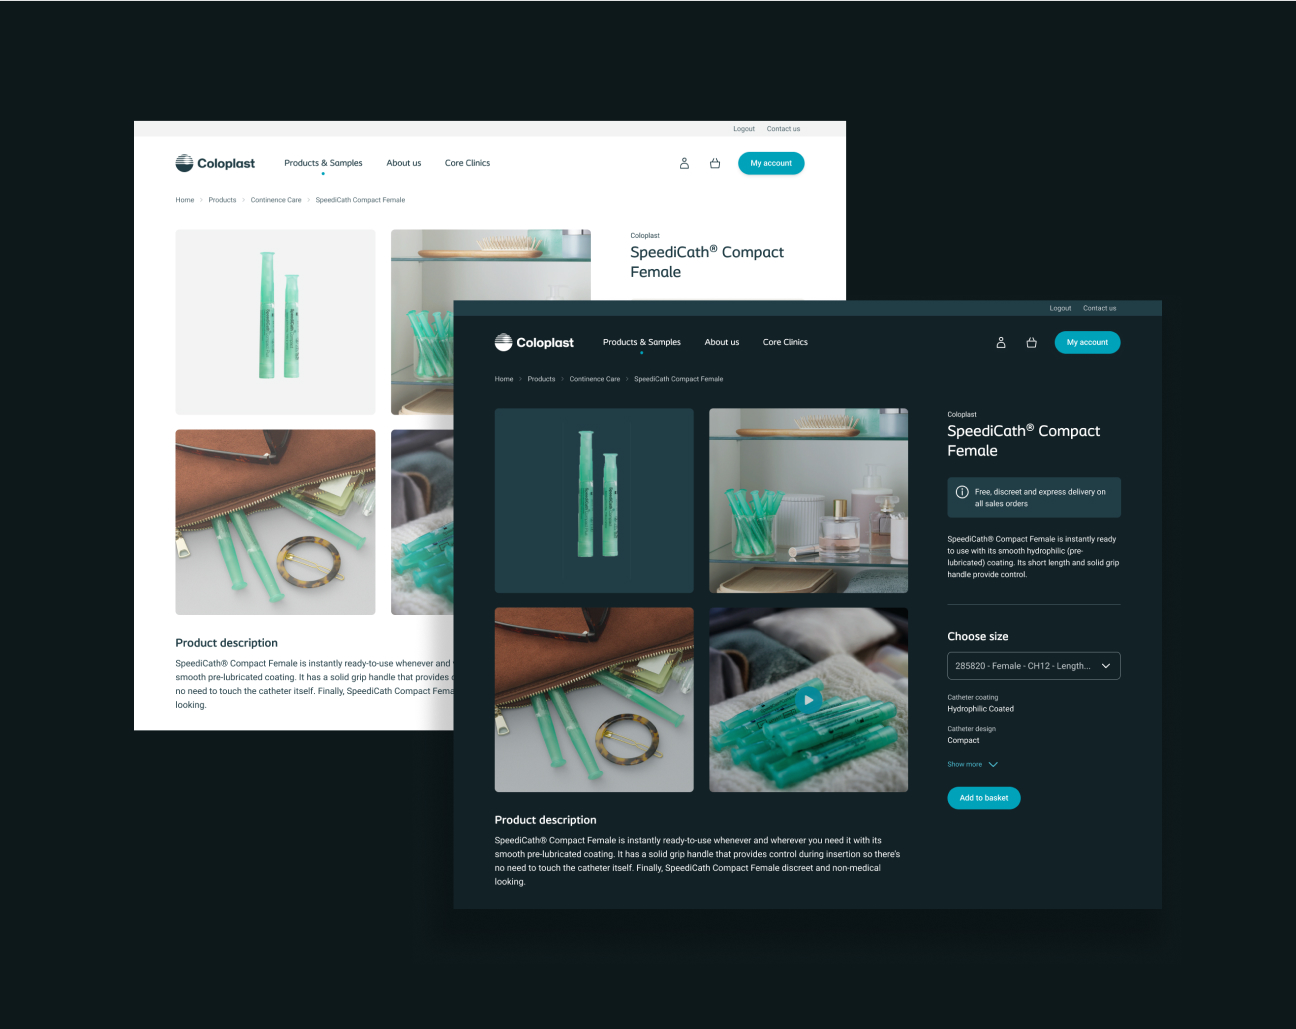 Logout Contact us
Coloplast Products & Samples About us Core Clinics My account
Home Products Continence Care SpeediCath Compact Female
Coloplast
SpeediCath® Compact
Female
Product description
SpeediCath® Compact Female is instantly ready-to-use whenever and
smooth pre-lubricated coating. It has a solid grip handle that provides
no need to touch the catheter itself. Finally, SpeediCath Compact
looking.
Logout Contact us
Coloplast Products & Samples About us Core Clinics My account
Home Products Continence Care SpeediCath Compact Female
Coloplast
SpeediCath® Compact
Female
Free, discreet and express delivery on
all sales orders
SpeediCath® Compact Female is instantly ready
to use with its smooth hydrophilic (pre-
lubricated) coating. Its short length and solid grip
handle provide control.
Choose size
285820 - Female - CH12 - Length...
Catheter coating
Hydrophilic Coated
Catheter design
Compact
Show more
Add to basket
Product description
SpeediCath® Compact Female is instantly ready-to-use whenever and wherever you need it with its
smooth pre-lubricated coating. It has a solid grip handle that provides control during insertion so there's
no need to touch the catheter itself. Finally, SpeediCath Compact Female discreet and non-medical
looking.